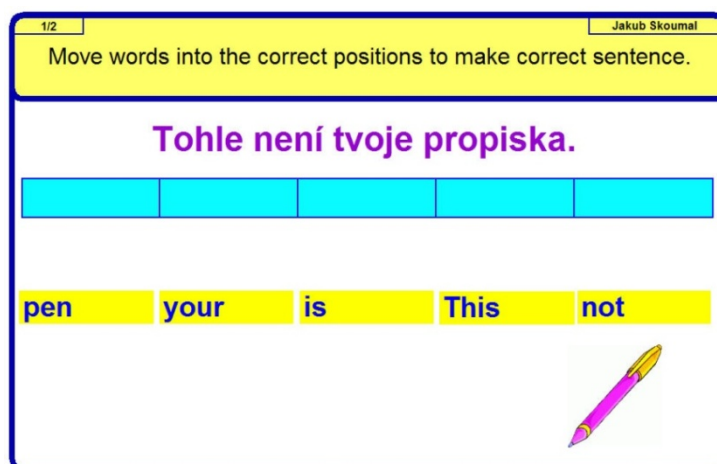 1/2
Jakub Skoumal
Move words into the correct positions to make correct sentence.
Tohle není tvoje propiska.
pen your is This not